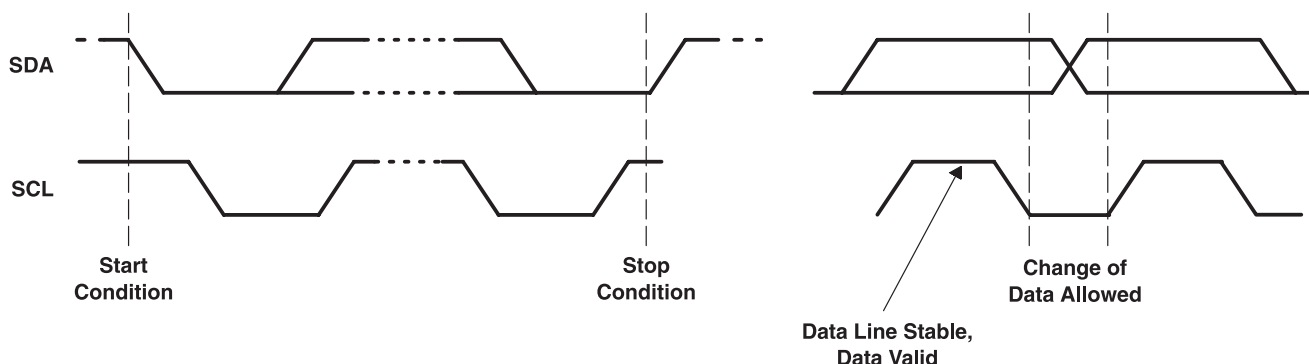 SDA
SCL
Start
Condition
Stop
Condition
Change of
Data Allowed
Data Line Stable,
Data Valid